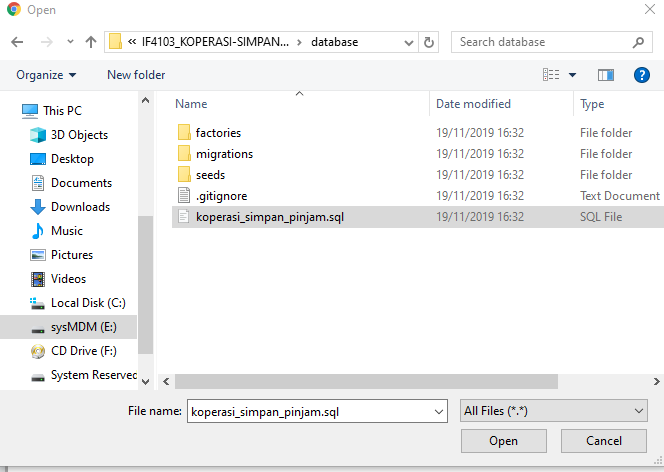 Open
« IF4103_KOPERASI-SIMPAN... > database
Search database
Organize
New folder
?
This PC
3D Objects
Desktop
Documents
Downloads
Music
Pictures
Videos
Local Disk (C:)
sysMDM (E:)
CD Drive (F:)
System Reserved
Name Date modified Type
factories 19/11/2019 16:32 File folder
migrations 19/11/2019 16:32 File folder
seeds 19/11/2019 16:32 File folder
.gitignore 19/11/2019 16:32 Text Document
koperasi_simpan_pinjam.sql 19/11/2019 16:32 SQL File
File name: koperasi_simpan_pinjam.sql
All Files (*.*)
Open
Cancel